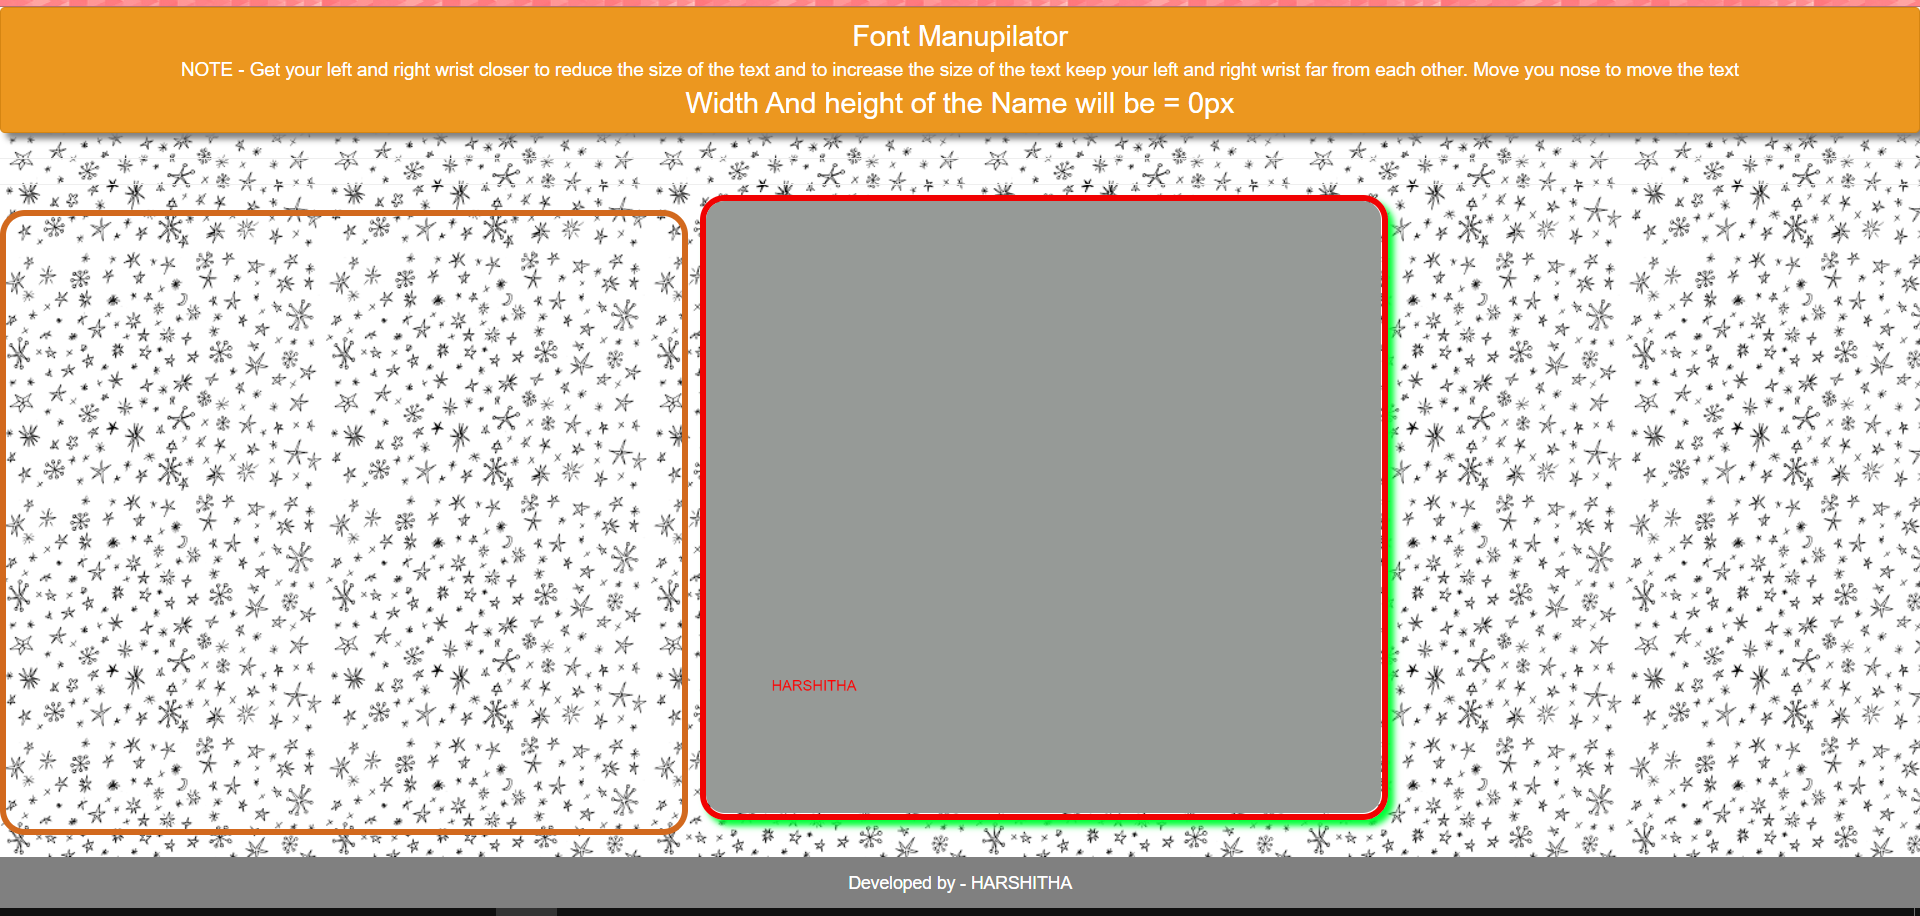 Font Manupilator
NOTE - Get your left and right wrist closer to reduce the size of the text and to increase the size of the text keep your left and right wrist far from each other. Move you nose to move the text
Width And height of the Name will be = 0px
HARSHITHA
Developed by - HARSHITHA